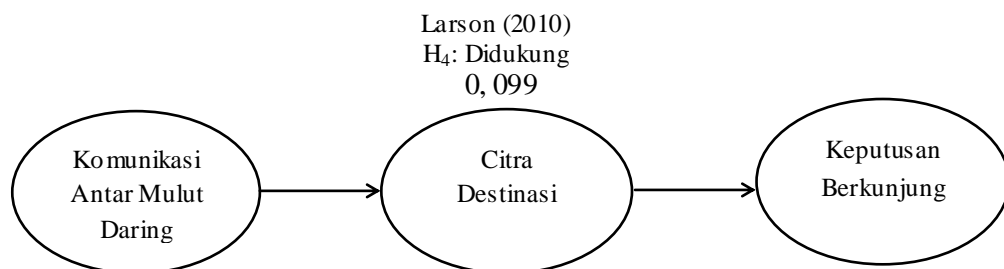 Larson (2010)
H₄: Didukung
0, 099
Komunikasi
Antar Mulut
Daring
Citra
Destinasi
Keputusan
Berkunjung